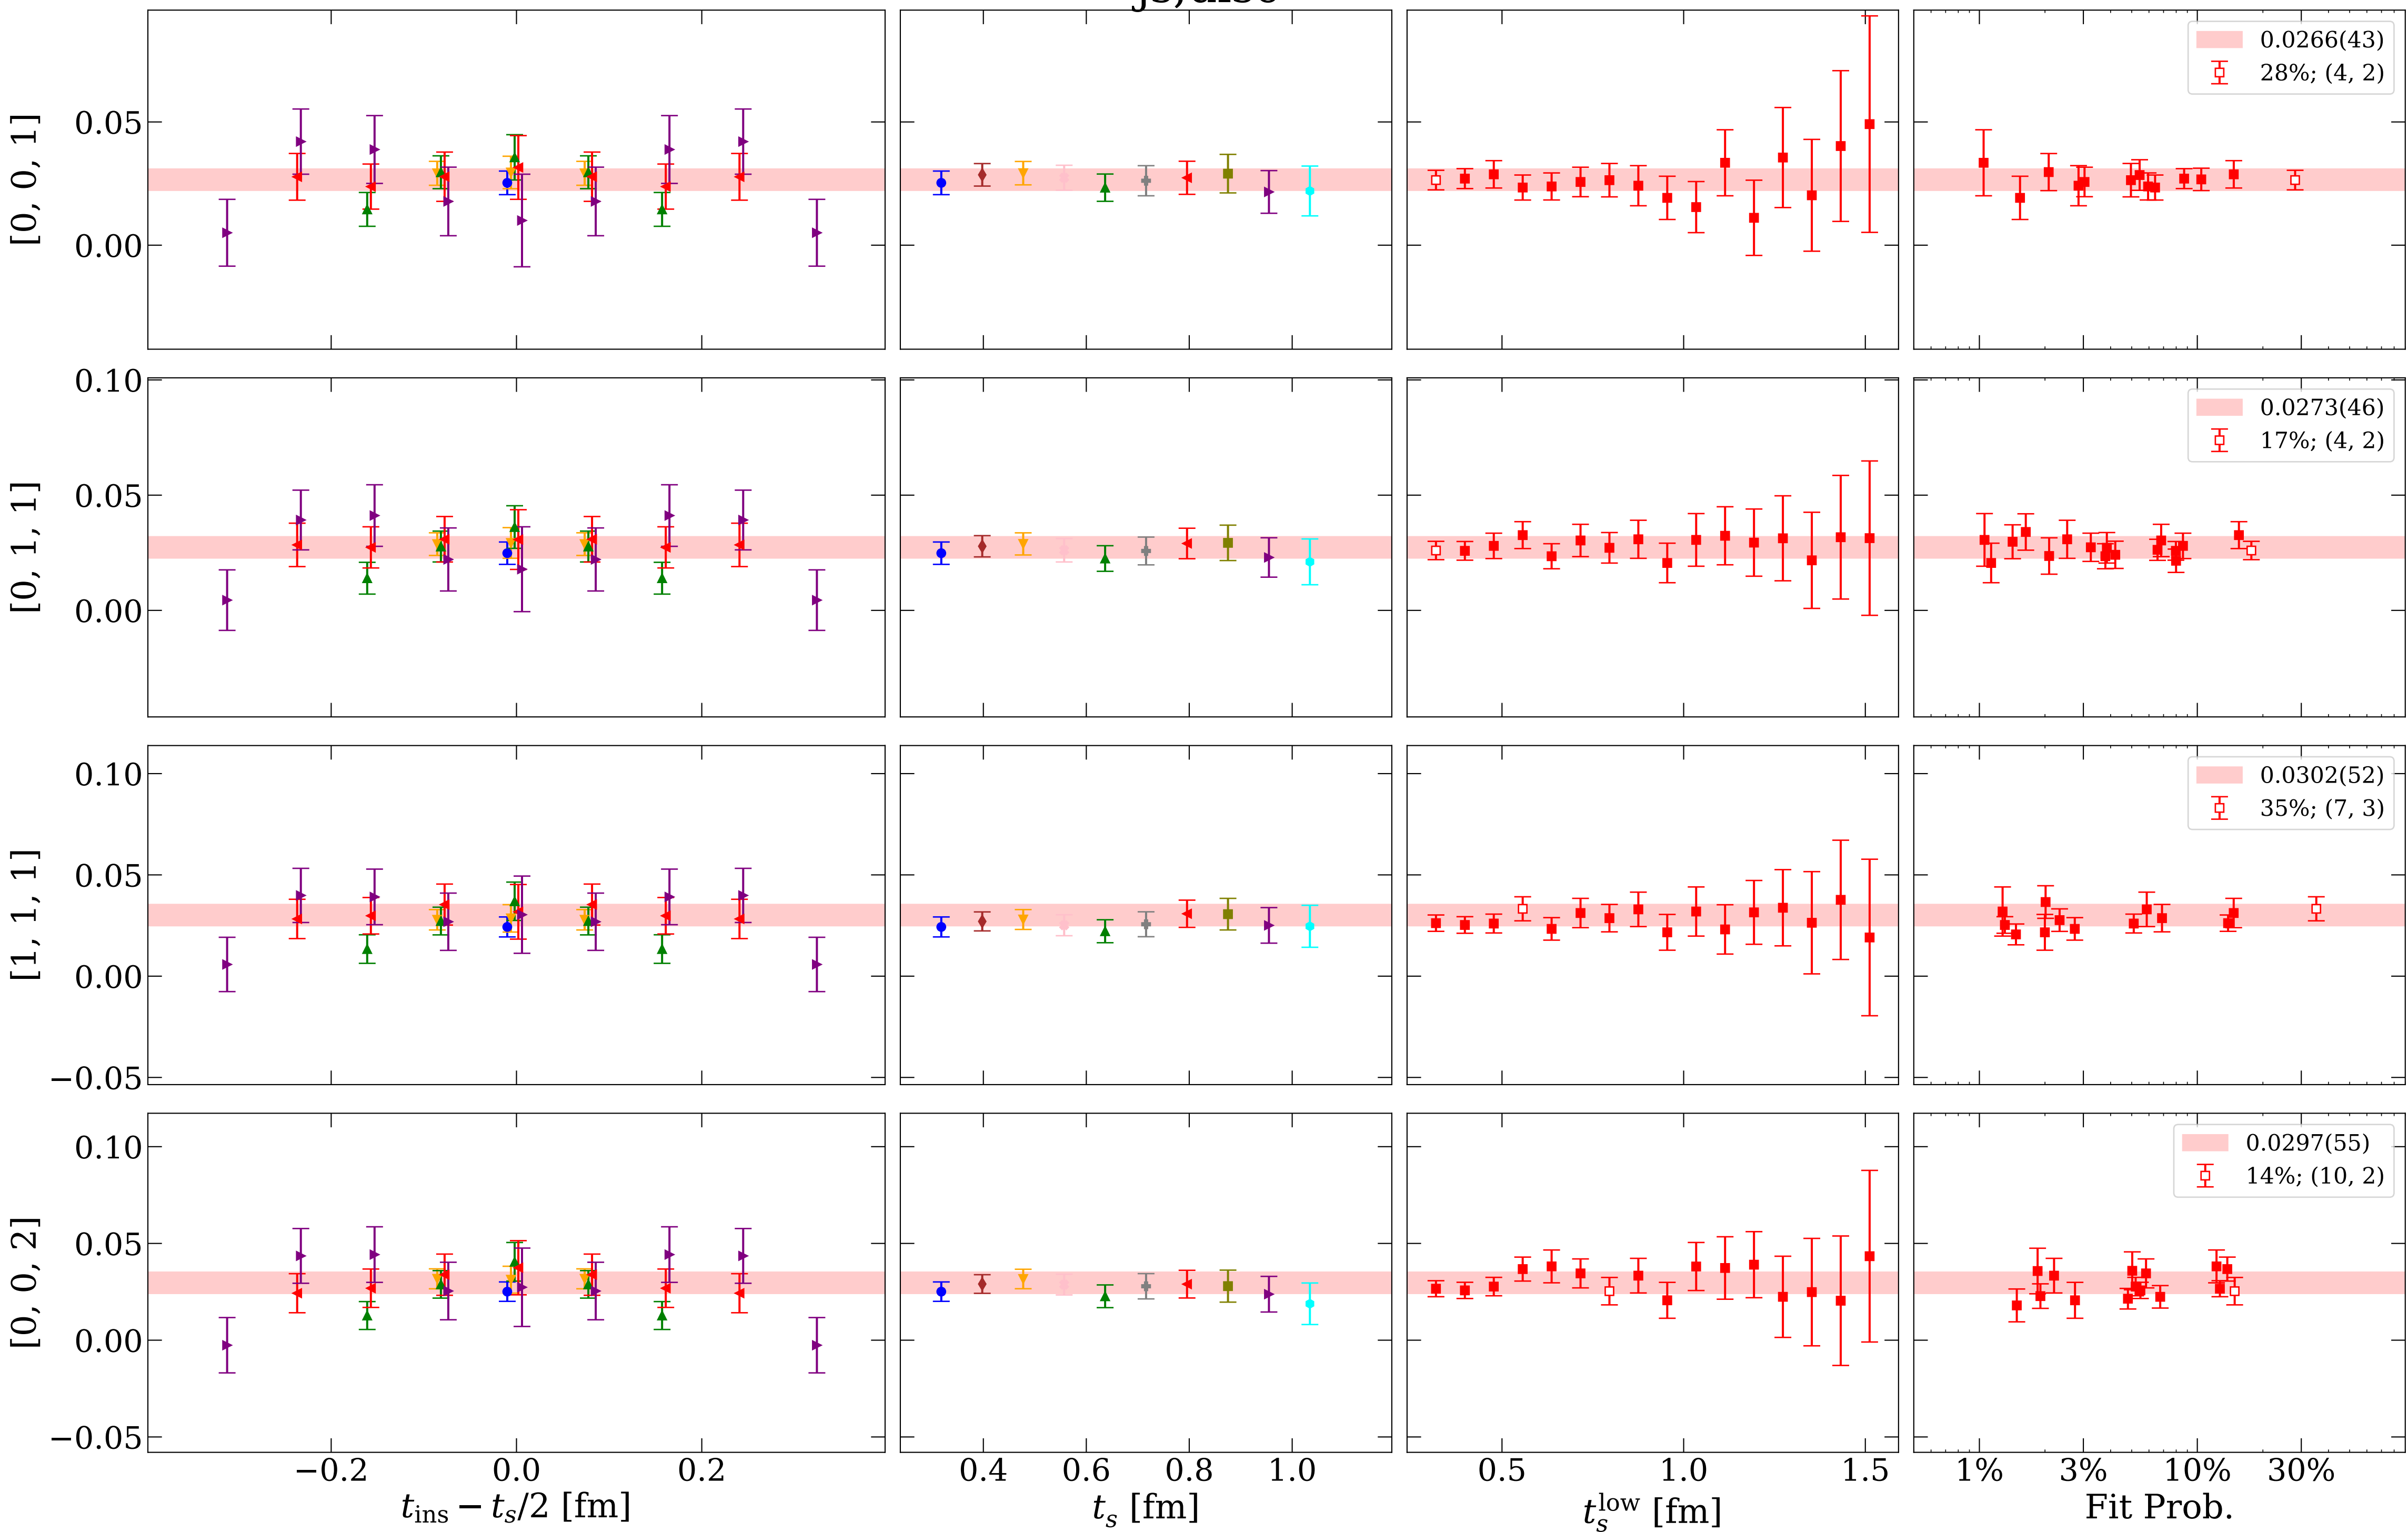 [0, 0, 1]
0.05
0.00
0.0266(43)
28%; (4, 2)
[0, 1, 1]
0.10
0.05
0.00
0.0273(46)
17%; (4, 2)
[1, 1, 1]
0.10
0.05
0.00
−0.05
0.0302(52)
35%; (7, 3)
[0, 0, 2]
0.10
0.05
0.00
−0.05
0.0297(55)
14%; (10, 2)
−0.2 0.0 0.2
t_ins − t_s/2 [fm]
0.4 0.6 0.8 1.0
t_s [fm]
0.5 1.0 1.5
t_s^low [fm]
1% 3% 10% 30%
Fit Prob.